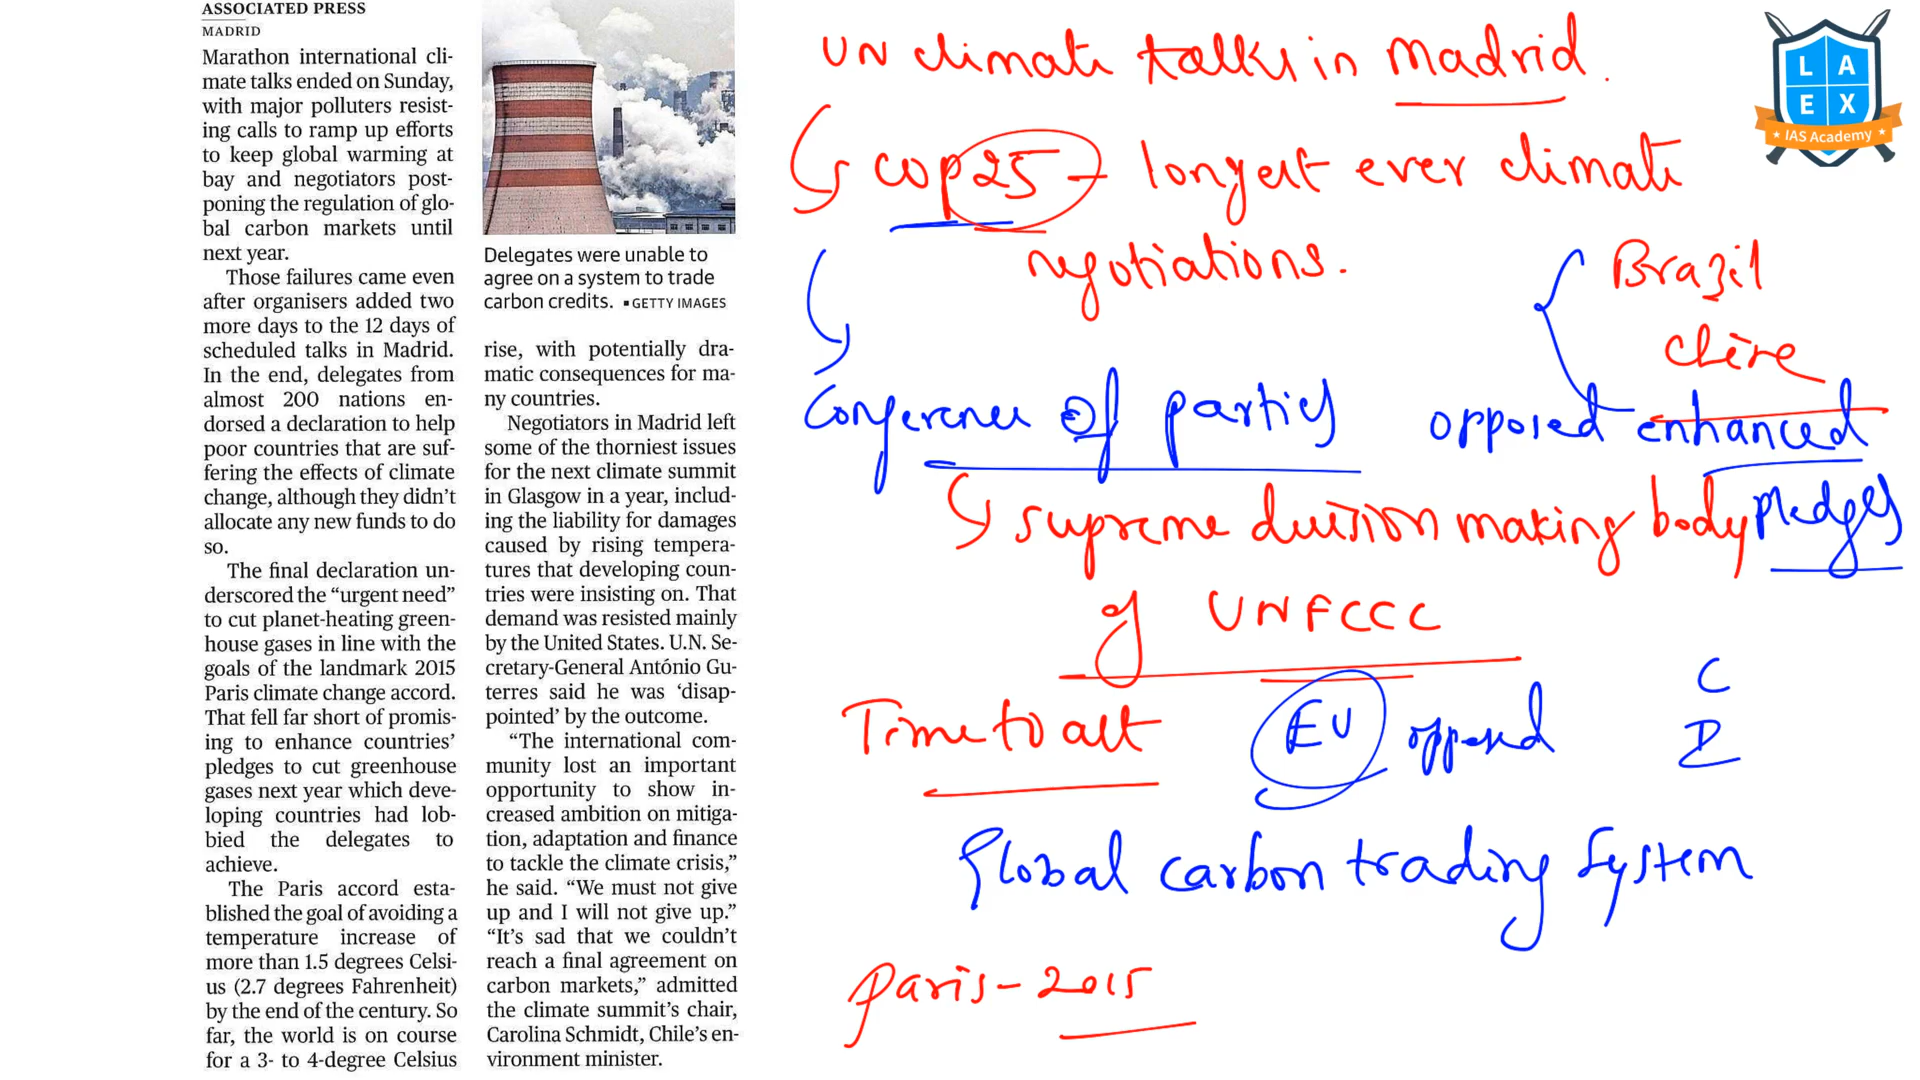 ASSOCIATED PRESS
MADRID
Marathon international cli-
mate talks ended on Sunday,
with major polluters resist-
ing calls to ramp up efforts
to keep global warming at
bay and negotiators post-
poning the regulation of glo-
bal carbon markets until
next year.
Those failures came even
after organisers added two
more days to the 12 days of
scheduled talks in Madrid.
In the end, delegates from
almost 200 nations en-
dorsed a declaration to help
poor countries that are suf-
fering the effects of climate
change, although they didn't
allocate any new funds to do
so.
The final declaration un-
derscored the “urgent need”
to cut planet-heating green-
house gases in line with the
goals of the landmark 2015
Paris climate change accord.
That fell far short of promis-
ing to enhance countries'
pledges to cut greenhouse
gases next year which deve-
loping countries had lob-
bied the delegates to
achieve.
The Paris accord esta-
blished the goal of avoiding a
temperature increase of
more than 1.5 degrees Celsi-
us (2.7 degrees Fahrenheit)
by the end of the century. So
far, the world is on course
for a 3- to 4-degree Celsius
Delegates were unable to
agree on a system to trade
carbon credits. ▪ GETTY IMAGES
rise, with potentially dra-
matic consequences for ma-
ny countries.
Negotiators in Madrid left
some of the thorniest issues
for the next climate summit
in Glasgow in a year, includ-
ing the liability for damages
caused by rising tempera-
tures that developing coun-
tries were insisting on. That
demand was resisted mainly
by the United States. U.N. Se-
cretary-General António Gu-
terres said he was ‘disap-
pointed’ by the outcome.
“The international com-
munity lost an important
opportunity to show in-
creased ambition on mitiga-
tion, adaptation and finance
to tackle the climate crisis,”
he said. “We must not give
up and I will not give up.”
“It's sad that we couldn't
reach a final agreement on
carbon markets,” admitted
the climate summit's chair,
Carolina Schmidt, Chile's en-
vironment minister.
UN climate talks in Madrid.
COP25 - longest ever climate
negotiations.
Brazil
Conference of parties
opposed enhanced
pledges
supreme decision making body
of UNFCCC
Time to act
EU opposed
C
I
Global carbon trading system
Paris - 2015
L A
E X
IAS Academy